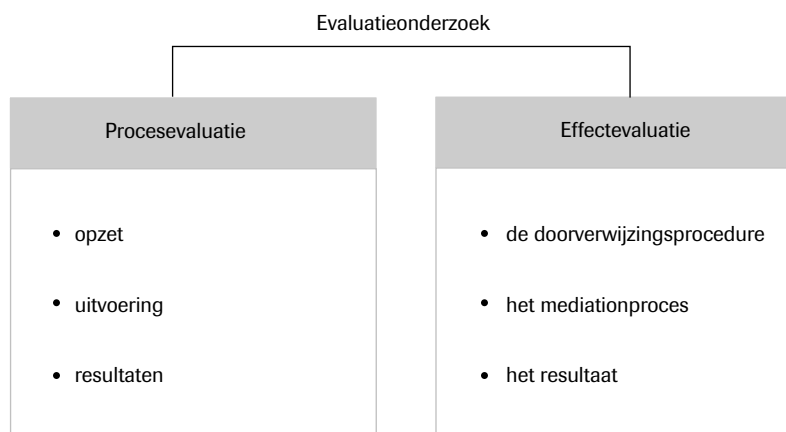 Evaluatieonderzoek
Procesevaluatie
• opzet
• uitvoering
• resultaten
Effectevaluatie
• de doorverwijzingsprocedure
• het mediationproces
• het resultaat